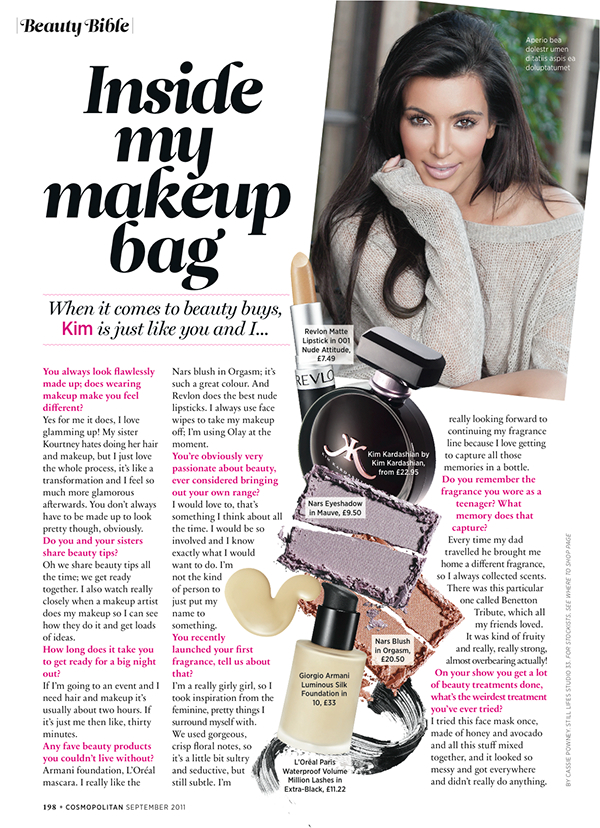 Beauty Bible
Inside
my
makeup
bag
When it comes to beauty buys,
Kim is just like you and I...
Aperio bea
dolestr umen
ditatiis aspis ea
doluptatumet
You always look flawlessly
made up; does wearing
makeup make you feel
different?
Yes for me it does, I love
glamming up! My sister
Kourtney hates doing her hair
and makeup, but I just love
the whole process, it's like a
transformation and I feel so
much more glamorous
afterwards. You don't always
have to be made up to look
pretty though, obviously.
Do you and your sisters
share beauty tips?
Oh we share beauty tips all
the time; we get ready
together. I also watch really
closely when a makeup artist
does my makeup so I can see
how they do it and get loads
of ideas.
How long does it take you
to get ready for a big night
out?
If I'm going to an event and I
need hair and makeup it's
usually about two hours. If
it's just me then like, thirty
minutes.
Any fave beauty products
you couldn't live without?
Armani foundation, L'Oréal
mascara. I really like the
Nars blush in Orgasm; it's
such a great colour. And
Revlon does the best nude
lipsticks. I always use face
wipes to take my makeup
off; I'm using Olay at the
moment.
You're obviously very
passionate about beauty,
ever considered bringing
out your own range?
I would love to, that's
something I think about all
the time. I would be so
involved and I know
exactly what I would
want to do. I'm
not the kind
of person to
just put my
name to
something.
You recently
launched your first
fragrance, tell us about
that?
I'm a really girly girl, so I
took inspiration from the
feminine, pretty things I
surround myself with.
We used gorgeous,
crisp floral notes, so
it's a little bit sultry
and seductive, but
still subtle. I'm
really looking forward to
continuing my fragrance
line because I love getting
to capture all those
memories in a bottle.
Do you remember the
fragrance you wore as a
teenager? What
memory does that
capture?
Every time my dad
travelled he brought me
home a different fragrance,
so I always collected scents.
There was this particular
one called Benetton
Tribute, which all
my friends loved.
It was kind of fruity
and really, really strong,
almost overbearing actually!
On your show you get a lot
of beauty treatments done,
what's the weirdest treatment
you've ever tried?
I tried this face mask once,
made of honey and avocado
and all this stuff mixed
together, and it looked so
messy and got everywhere
and didn't really do anything.
Revlon Matte
Lipstick in 001
Nude Attitude,
£7.49
REVLO
Kim Kardashian by
Kim Kardashian,
from £22.95
Nars Eyeshadow
in Mauve, £9.50
Nars Blush
in Orgasm,
£20.50
Giorgio Armani
Luminous Silk
Foundation in
10, £33
L'Oréal Paris
Waterproof Volume
Million Lashes in
Extra-Black, £11.22
BY CASSIE POWNEY. STILL LIFES STUDIO 33. FOR STOCKISTS, SEE WHERE TO SHOP PAGE
198 • COSMOPOLITAN SEPTEMBER 2011